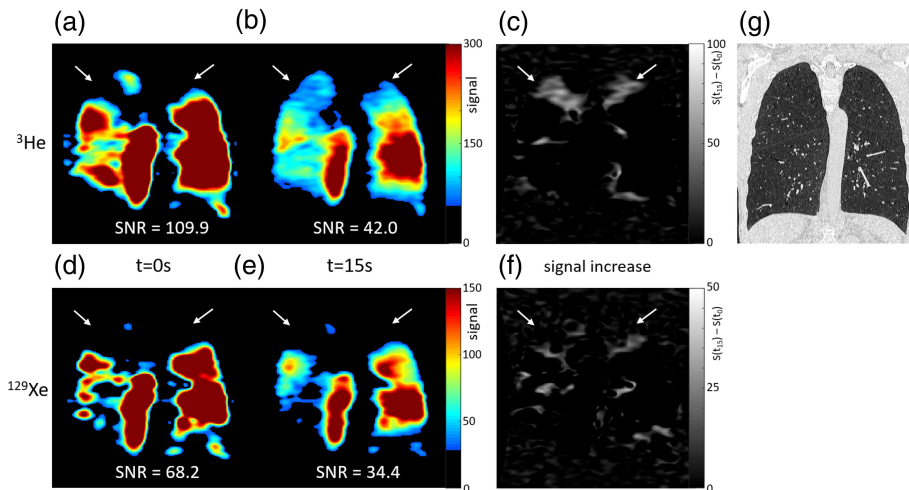 (a)
(b)
(c)
(g)
300
150
0
signal
100
50
0
S(t₁₅) − S(t₀)
³He
SNR = 109.9
SNR = 42.0
(d)
t=0s
(e)
t=15s
(f)
signal increase
150
100
50
0
signal
50
25
0
S(t₁₅) − S(t₀)
¹²⁹Xe
SNR = 68.2
SNR = 34.4